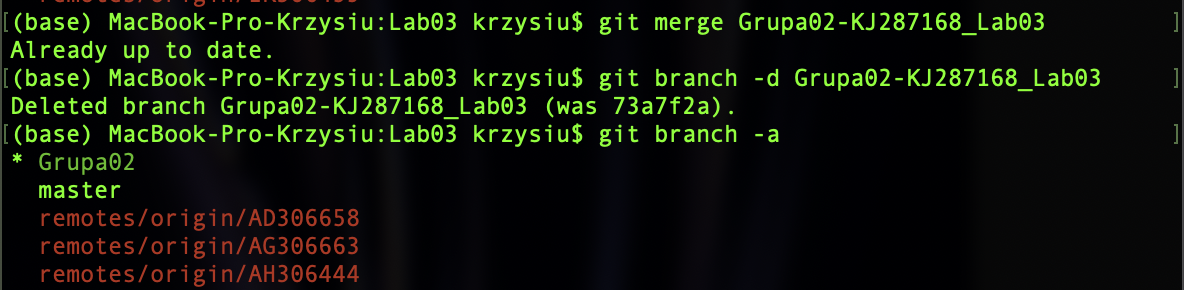 [(base) MacBook-Pro-Krzysiu:Lab03 krzysiu$ git merge Grupa02-KJ287168_Lab03 ]
Already up to date.
[(base) MacBook-Pro-Krzysiu:Lab03 krzysiu$ git branch -d Grupa02-KJ287168_Lab03 ]
Deleted branch Grupa02-KJ287168_Lab03 (was 73a7f2a).
[(base) MacBook-Pro-Krzysiu:Lab03 krzysiu$ git branch -a ]
* Grupa02
master
remotes/origin/AD306658
remotes/origin/AG306663
remotes/origin/AH306444